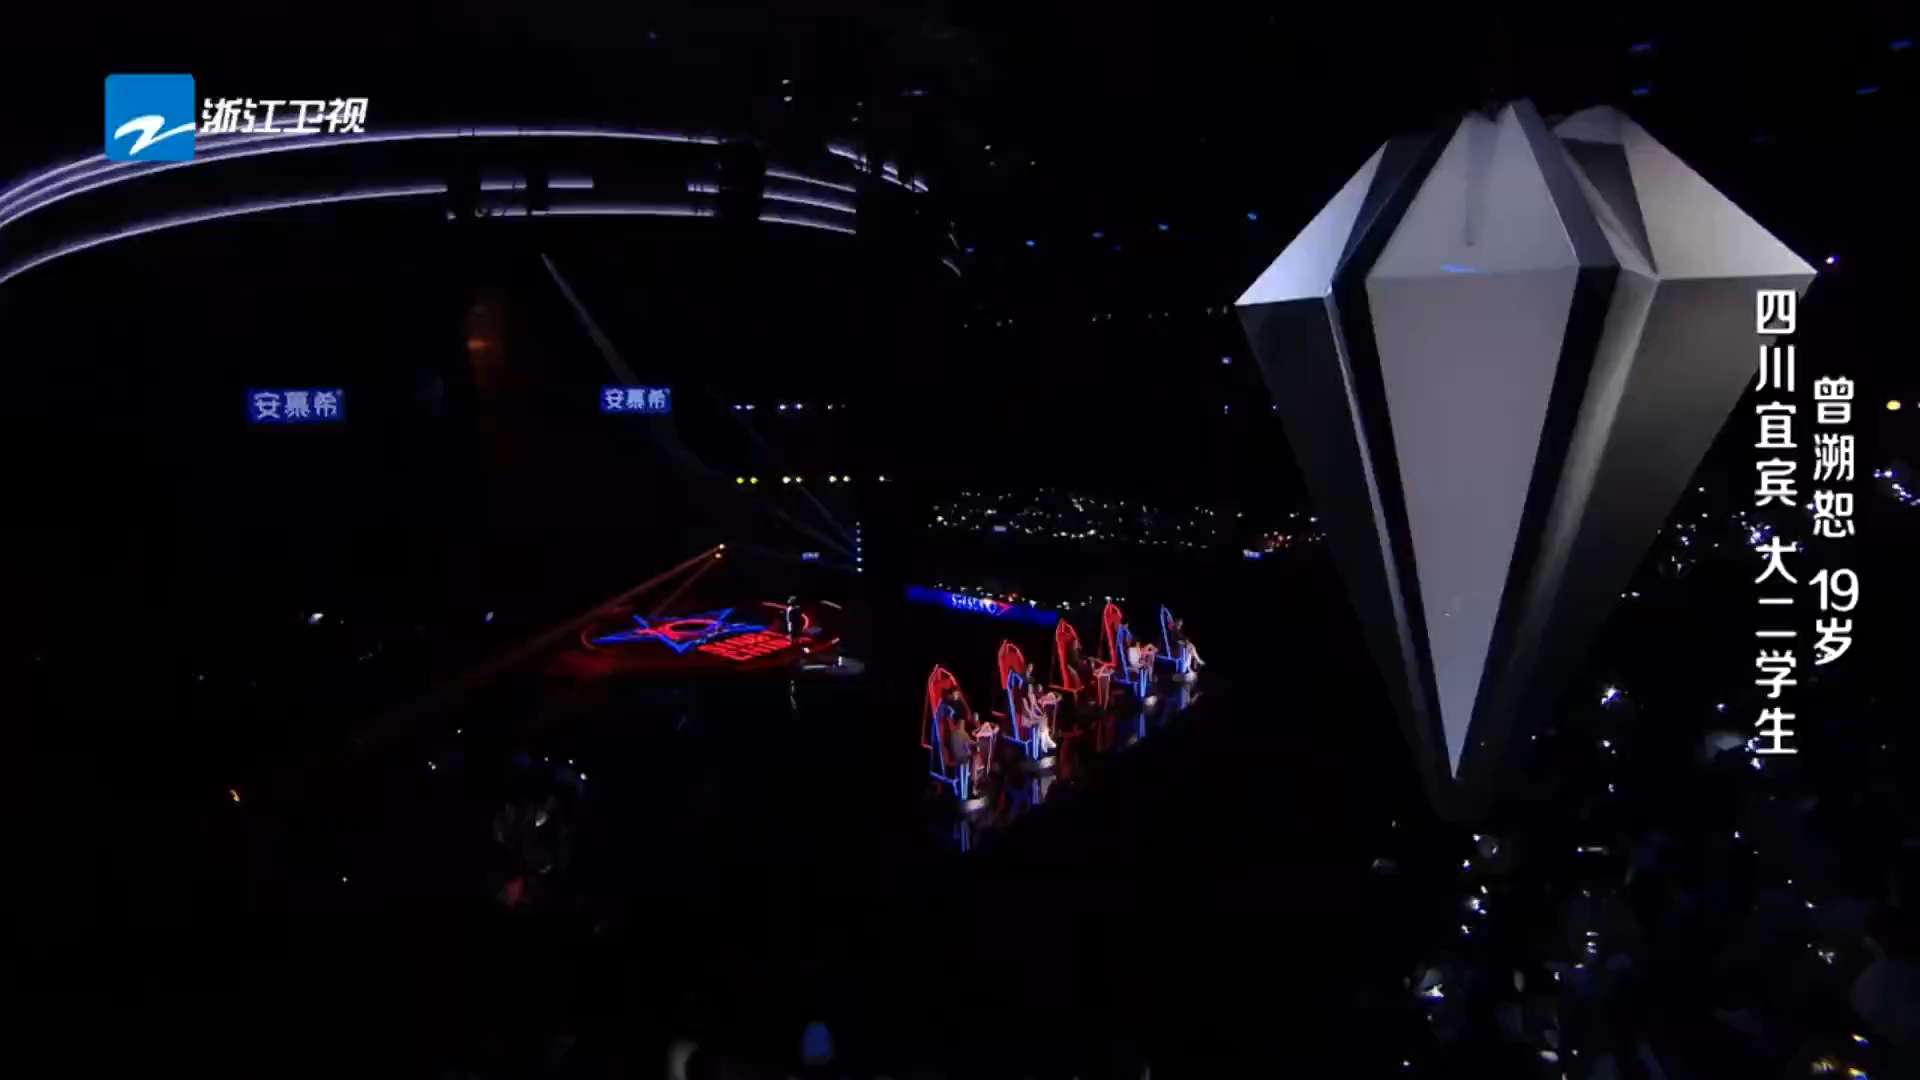 浙江卫视
安慕希
安慕希
曾溯恕 19岁
四川宜宾 大二学生